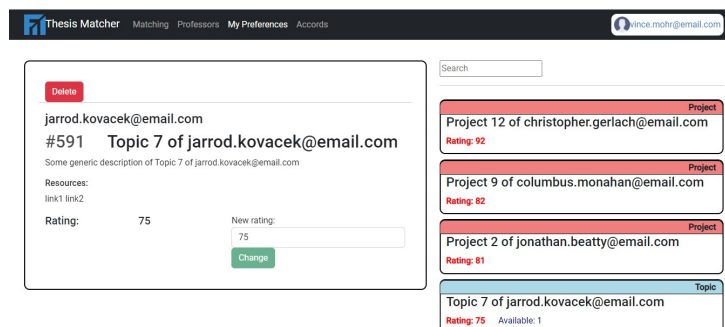 Thesis Matcher Matching Professors My Preferences Accords vince.mohr@email.com
Delete
jarrod.kovacek@email.com
#591 Topic 7 of jarrod.kovacek@email.com
Some generic description of Topic 7 of jarrod.kovacek@email.com
Resources:
link1 link2
Rating: 75 New rating:
75
Change
Search
Project
Project 12 of christopher.gerlach@email.com
Rating: 92
Project
Project 9 of columbus.monahan@email.com
Rating: 82
Project
Project 2 of jonathan.beatty@email.com
Rating: 81
Topic
Topic 7 of jarrod.kovacek@email.com
Rating: 75 Available: 1